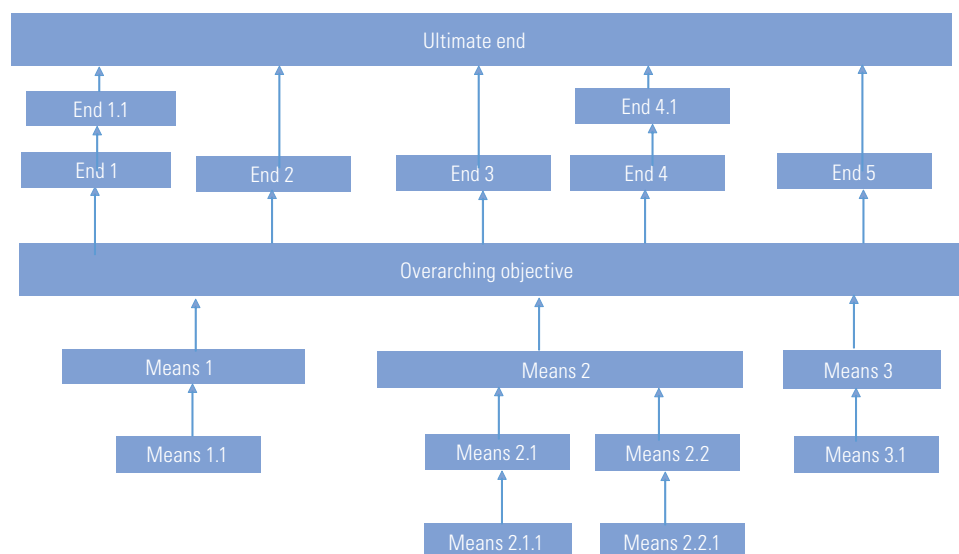 Ultimate end
End 1.1
End 4.1
End 1
End 2
End 3
End 4
End 5
Overarching objective
Means 1
Means 2
Means 3
Means 1.1
Means 2.1
Means 2.2
Means 3.1
Means 2.1.1
Means 2.2.1